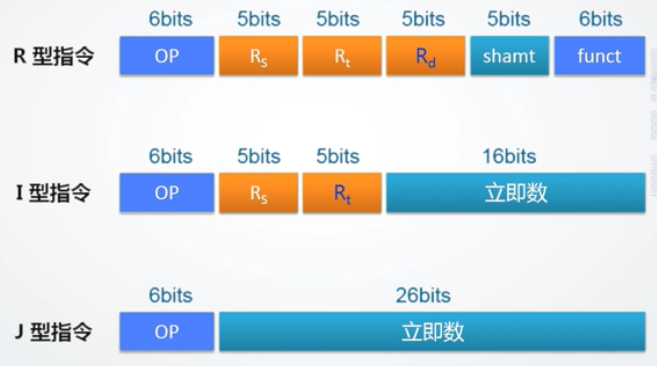 6bits 5bits 5bits 5bits 5bits 6bits
R 型指令 OP Rs Rt Rd shamt funct
6bits 5bits 5bits 16bits
I 型指令 OP Rs Rt 立即数
6bits 26bits
J 型指令 OP 立即数